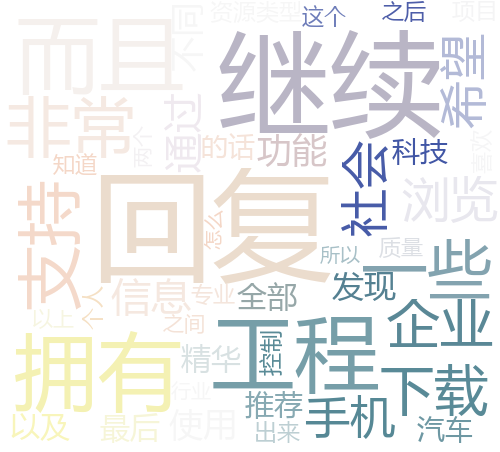 不同
资源类型
这个
之后
项目
而且
继续
希望
非常
通过
两个
的话
功能
社会
科技
喜欢
知道
支持
回复
怎么
浏览
所以
质量
一些
个人
信息
专业
全部
发现
企业
以上
之间
工程
控制
拥有
精华
下载
行业
推荐
手机
以及
最后
使用
出来
汽车